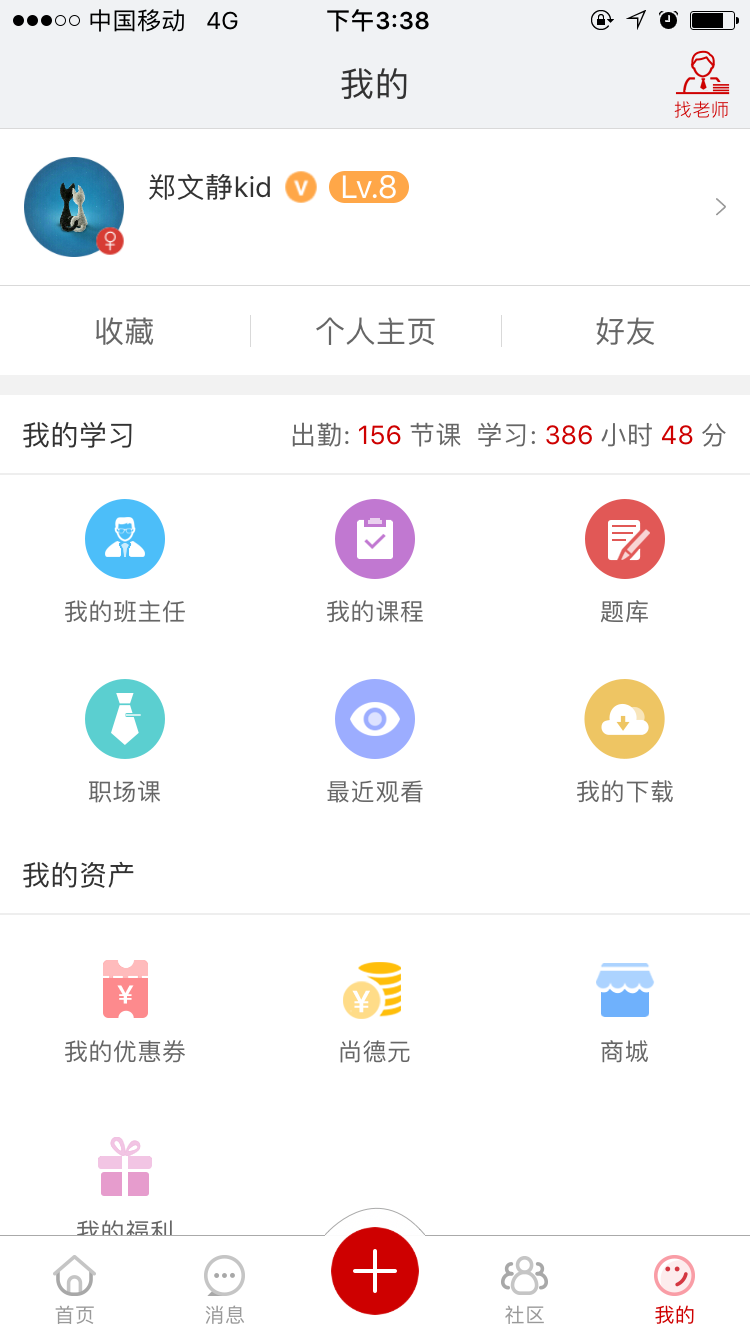 中国移动 4G 下午3:38
我的
找老师
郑文静kid V Lv.8
收藏 个人主页 好友
我的学习 出勤: 156 节课 学习: 386 小时 48 分
我的班主任 我的课程 题库
职场课 最近观看 我的下载
我的资产
¥ ¥
我的优惠券 尚德元 商城
我的福利
首页 消息 社区 我的